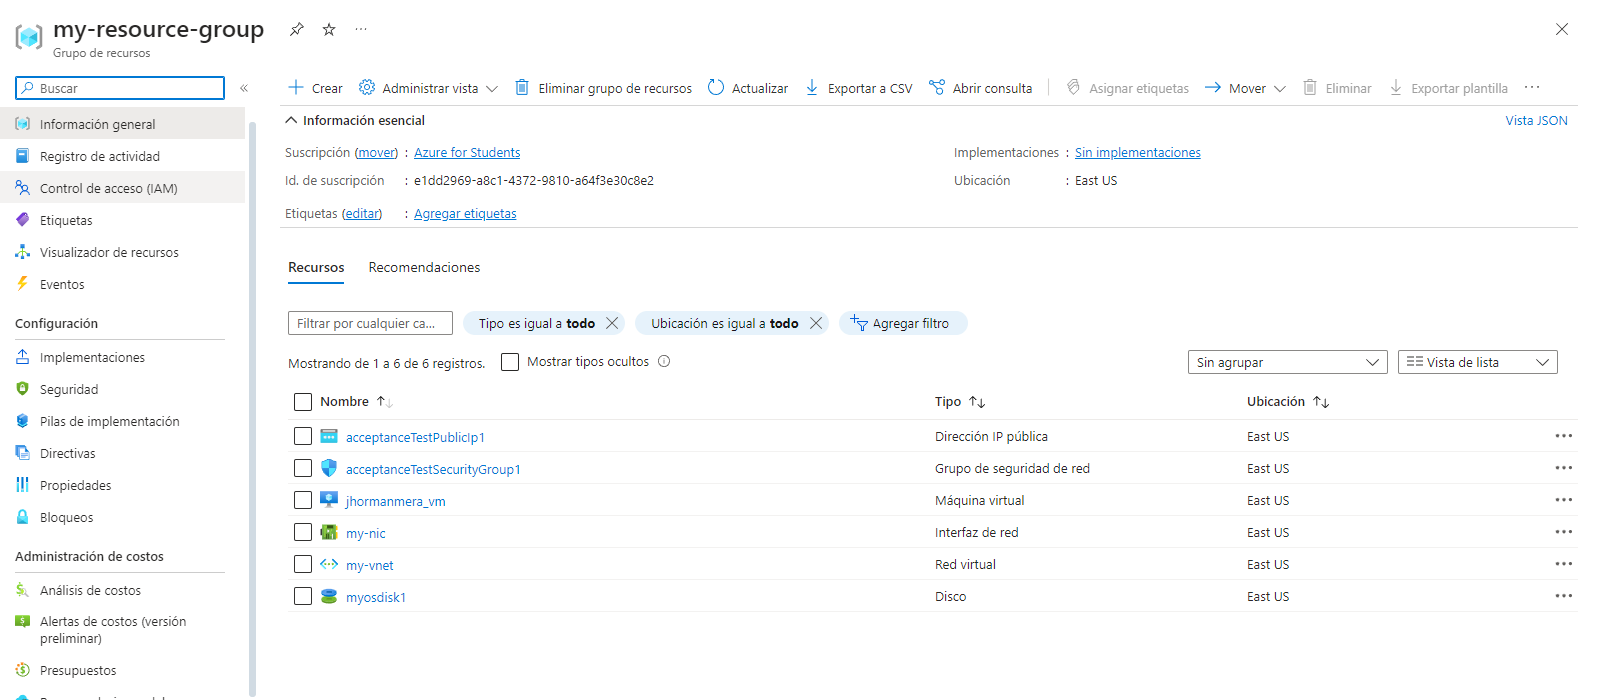 my-resource-group
Grupo de recursos
Buscar
Información general
Registro de actividad
Control de acceso (IAM)
Etiquetas
Visualizador de recursos
Eventos
Configuración
Implementaciones
Seguridad
Pilas de implementación
Directivas
Propiedades
Bloqueos
Administración de costos
Análisis de costos
Alertas de costos (versión
preliminar)
Presupuestos
Crear Administrar vista Eliminar grupo de recursos Actualizar Exportar a CSV Abrir consulta Asignar etiquetas Mover Eliminar Exportar plantilla
Información esencial Vista JSON
Suscripción (mover) : Azure for Students Implementaciones : Sin implementaciones
Id. de suscripción : e1dd2969-a8c1-4372-9810-a64f3e30c8e2 Ubicación : East US
Etiquetas (editar) : Agregar etiquetas
Recursos Recomendaciones
Filtrar por cualquier ca... Tipo es igual a todo Ubicación es igual a todo Agregar filtro
Mostrando de 1 a 6 de 6 registros. Mostrar tipos ocultos Sin agrupar Vista de lista
Nombre Tipo Ubicación
acceptanceTestPublicIp1 Dirección IP pública East US
acceptanceTestSecurityGroup1 Grupo de seguridad de red East US
jhormanmera_vm Máquina virtual East US
my-nic Interfaz de red East US
my-vnet Red virtual East US
myosdisk1 Disco East US